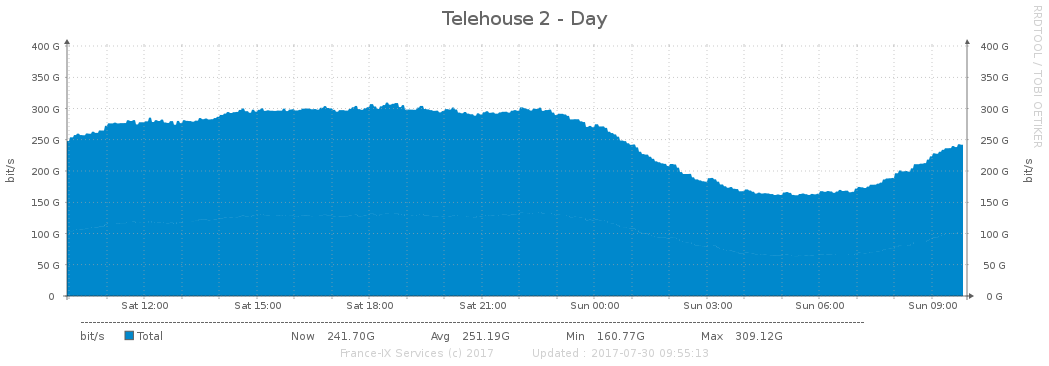 Telehouse 2 - Day
RRDTOOL / TOBI OETIKER
bit/s
400 G 400 G
350 G 350 G
300 G 300 G
250 G 250 G
200 G 200 G
150 G 150 G
100 G 100 G
50 G 50 G
0 0 G
bit/s
Sat 12:00 Sat 15:00 Sat 18:00 Sat 21:00 Sun 00:00 Sun 03:00 Sun 06:00 Sun 09:00
bit/s Total Now 241.70G Avg 251.19G Min 160.77G Max 309.12G
France-IX Services (c) 2017 Updated : 2017-07-30 09:55:13